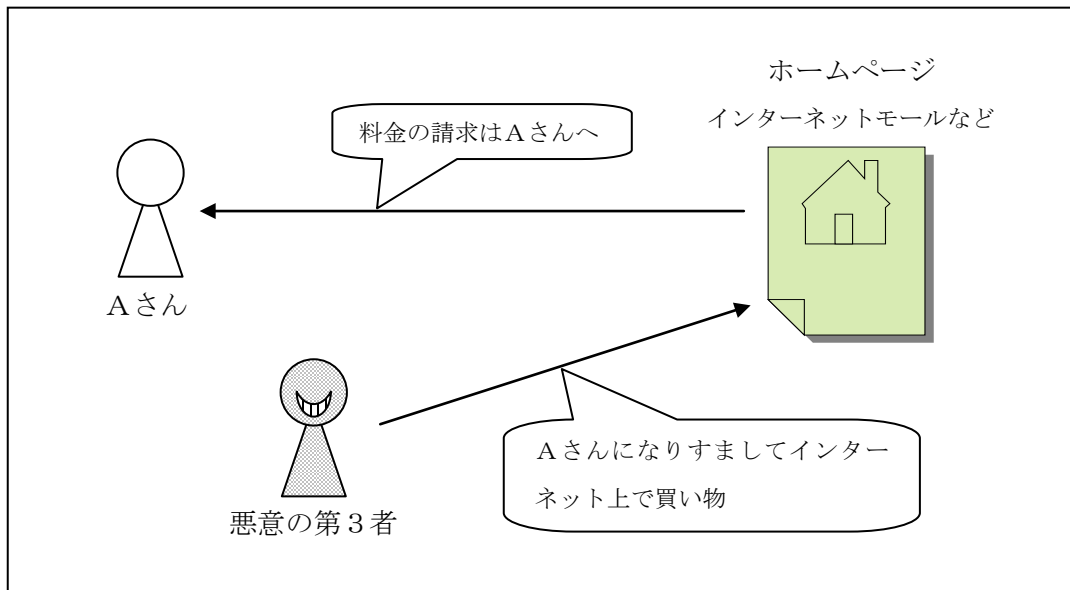 ホームページ
インターネットモールなど
料金の請求はＡさんへ
Ａさん
Ａさんになりすましてインター
ネット上で買い物
悪意の第３者